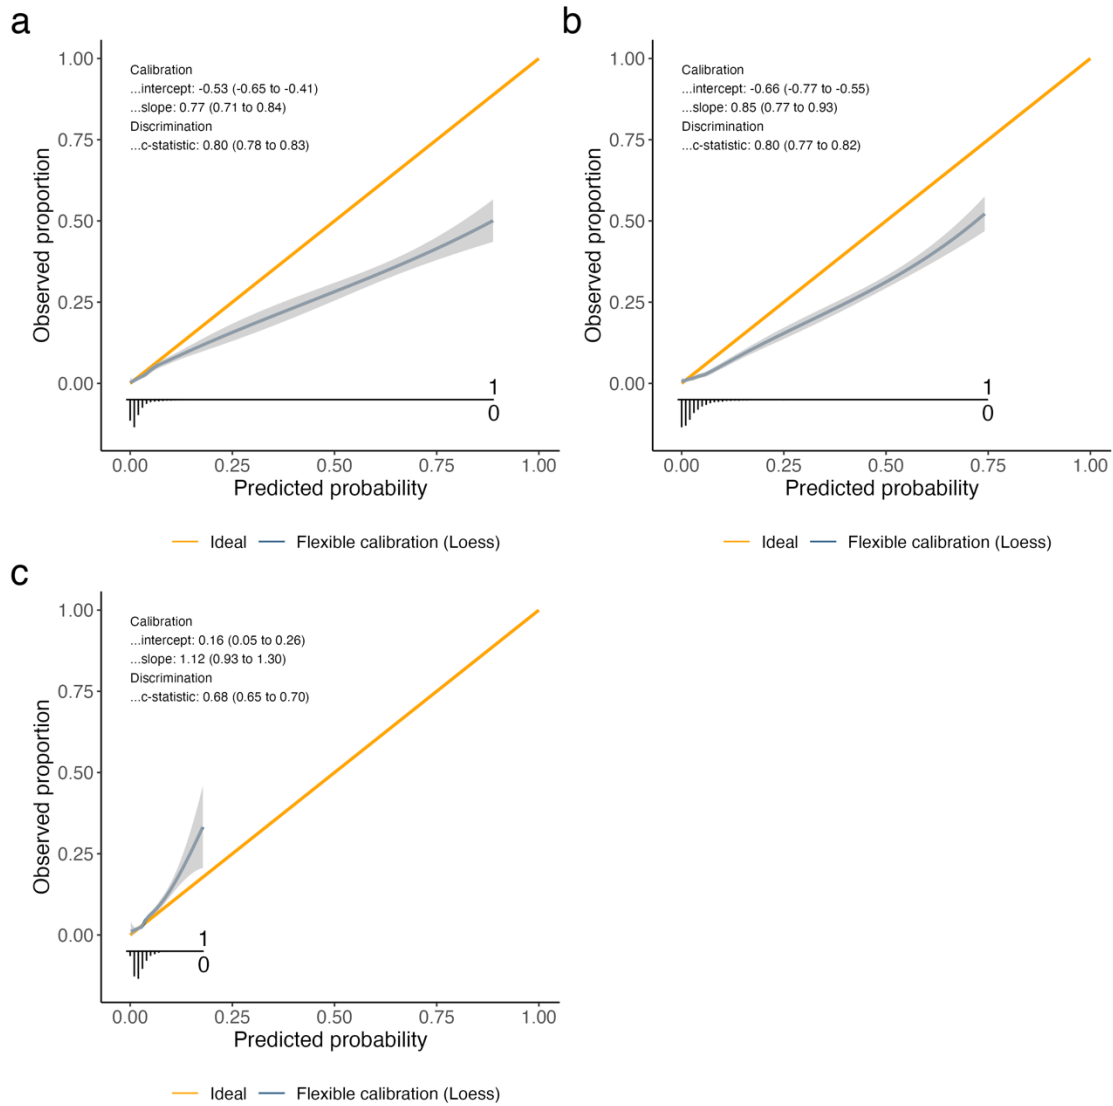 a
1.00
0.75
0.50
0.25
0.00
Observed proportion
Calibration
...intercept: -0.53 (-0.65 to -0.41)
...slope: 0.77 (0.71 to 0.84)
Discrimination
...c-statistic: 0.80 (0.78 to 0.83)
1
0
0.00 0.25 0.50 0.75 1.00
Predicted probability
Ideal Flexible calibration (Loess)
b
1.00
0.75
0.50
0.25
0.00
Observed proportion
Calibration
...intercept: -0.66 (-0.77 to -0.55)
...slope: 0.85 (0.77 to 0.93)
Discrimination
...c-statistic: 0.80 (0.77 to 0.82)
1
0
0.00 0.25 0.50 0.75 1.00
Predicted probability
Ideal Flexible calibration (Loess)
c
1.00
0.75
0.50
0.25
0.00
Observed proportion
Calibration
...intercept: 0.16 (0.05 to 0.26)
...slope: 1.12 (0.93 to 1.30)
Discrimination
...c-statistic: 0.68 (0.65 to 0.70)
1
0
0.00 0.25 0.50 0.75 1.00
Predicted probability
Ideal Flexible calibration (Loess)